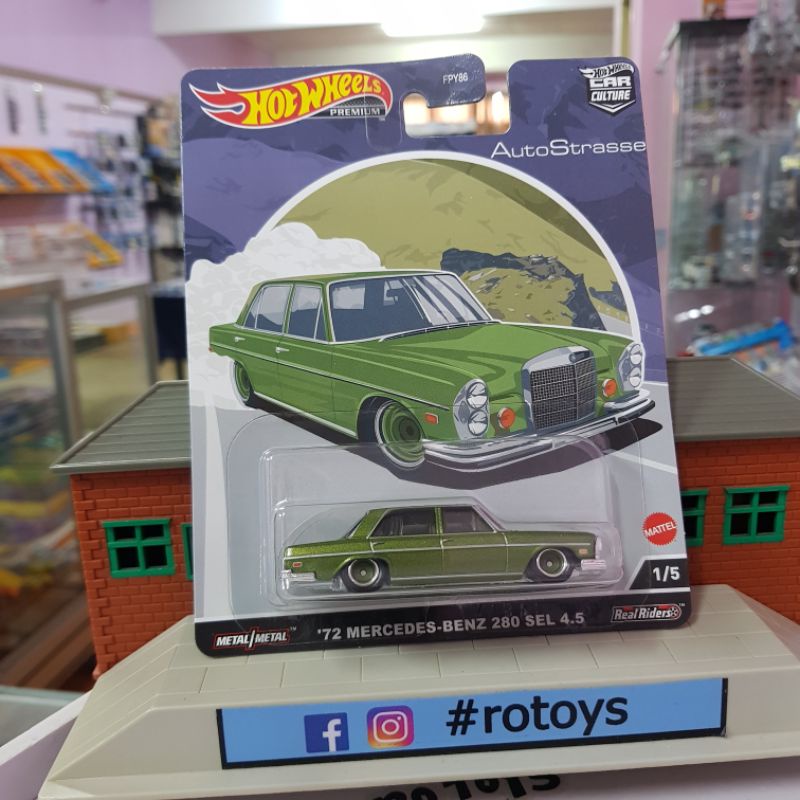 HOT WHEELS
PREMIUM
FPY86
HOT WHEELS
CAR
CULTURE
AutoStrasse
MATTEL
1/5
METAL/METAL™
'72 MERCEDES-BENZ 280 SEL 4.5
Real Riders
#rotoys